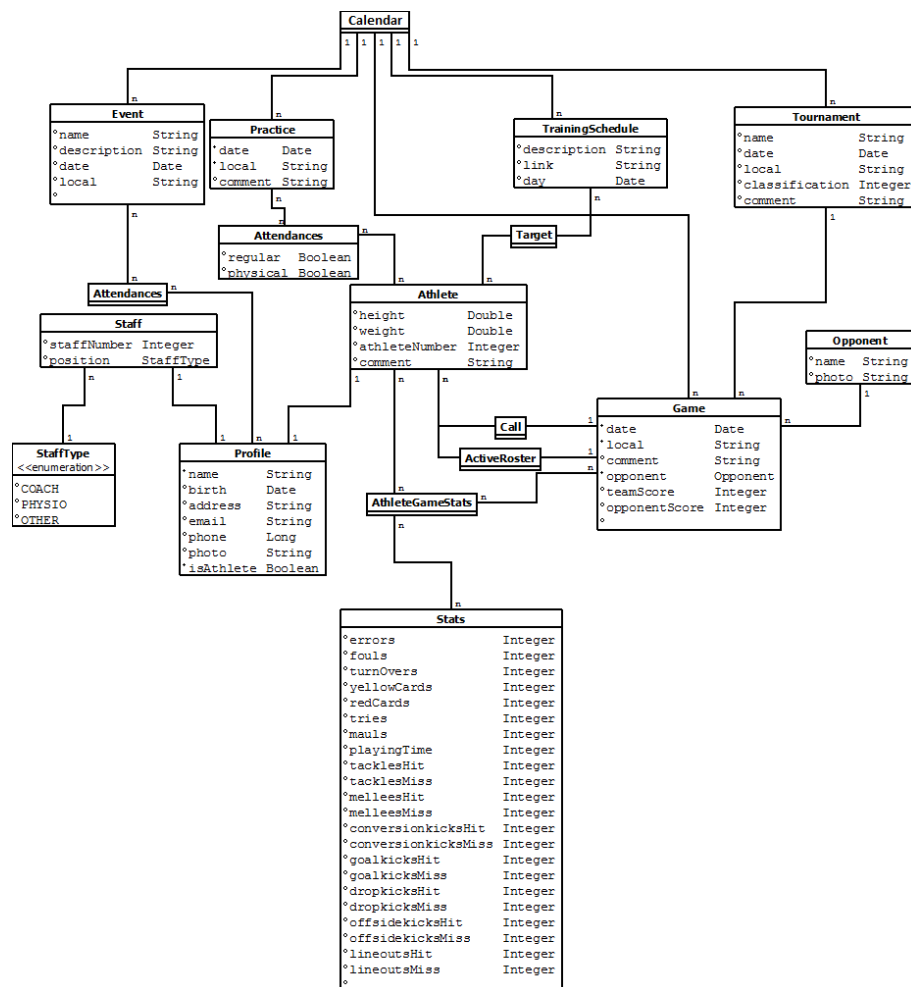 Calendar
1 1 1 1 1
n
Event
name String
description String
date Date
local String
n
n
Practice
date Date
local String
comment String
n
n
TrainingSchedule
description String
link String
day Date
n
n
Tournament
name String
date Date
local String
classification Integer
comment String
1
n
Attendances
regular Boolean
physical Boolean
n
Target
n
n
Attendances
n
n
Athlete
height Double
weight Double
athleteNumber Integer
comment String
1 n n
Staff
staffNumber Integer
position StaffType
n 1
Opponent
name String
photo String
1
n n
Game
date Date
local String
comment String
opponent Opponent
teamScore Integer
opponentScore Integer
n
Call
1
ActiveRoster
1
n
AthleteGameStats
n
n
n
1
StaffType
<<enumeration>>
COACH
PHYSIO
OTHER
1 n 1
Profile
name String
birth Date
address String
email String
phone Long
photo String
isAthlete Boolean
n
Stats
errors Integer
fouls Integer
turnOvers Integer
yellowCards Integer
redCards Integer
tries Integer
mauls Integer
playingTime Integer
tacklesHit Integer
tacklesMiss Integer
melleesHit Integer
melleesMiss Integer
conversionkicksHit Integer
conversionkicksMiss Integer
goalkicksHit Integer
goalkicksMiss Integer
dropkicksHit Integer
dropkicksMiss Integer
offsidekicksHit Integer
offsidekicksMiss Integer
lineoutsHit Integer
lineoutsMiss Integer